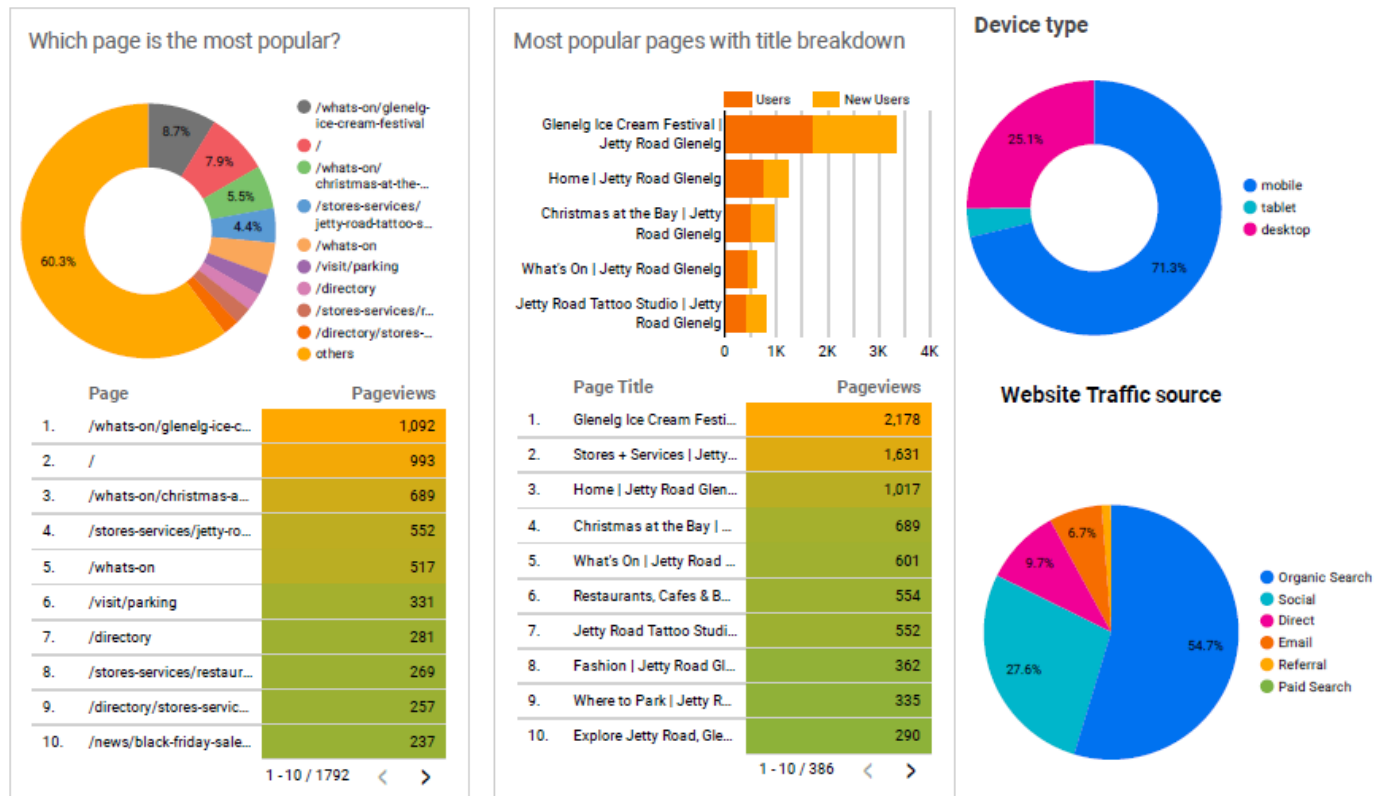 Which page is the most popular?
8.7%
7.9%
5.5%
4.4%
60.3%
/whats-on/glenelg-
ice-cream-festival
/
/whats-on/
christmas-at-the-...
/stores-services/
jetty-road-tattoo-s...
/whats-on
/visit/parking
/directory
/stores-services/r...
/directory/stores-...
others
Page Pageviews
1. /whats-on/glenelg-ice-c... 1,092
2. / 993
3. /whats-on/christmas-a... 689
4. /stores-services/jetty-ro... 552
5. /whats-on 517
6. /visit/parking 331
7. /directory 281
8. /stores-services/restaur... 269
9. /directory/stores-servic... 257
10. /news/black-friday-sale... 237
1 - 10 / 1792 < >
Most popular pages with title breakdown
Users New Users
Glenelg Ice Cream Festival |
Jetty Road Glenelg
Home | Jetty Road Glenelg
Christmas at the Bay | Jetty
Road Glenelg
What's On | Jetty Road Glenelg
Jetty Road Tattoo Studio | Jetty
Road Glenelg
0 1K 2K 3K 4K
Page Title Pageviews
1. Glenelg Ice Cream Festi... 2,178
2. Stores + Services | Jetty... 1,631
3. Home | Jetty Road Glen... 1,017
4. Christmas at the Bay | ... 689
5. What's On | Jetty Road ... 601
6. Restaurants, Cafes & B... 554
7. Jetty Road Tattoo Studi... 552
8. Fashion | Jetty Road Gl... 362
9. Where to Park | Jetty R... 335
10. Explore Jetty Road, Gle... 290
1 - 10 / 386 < >
Device type
25.1%
71.3%
mobile
tablet
desktop
Website Traffic source
6.7%
9.7%
27.6%
54.7%
Organic Search
Social
Direct
Email
Referral
Paid Search